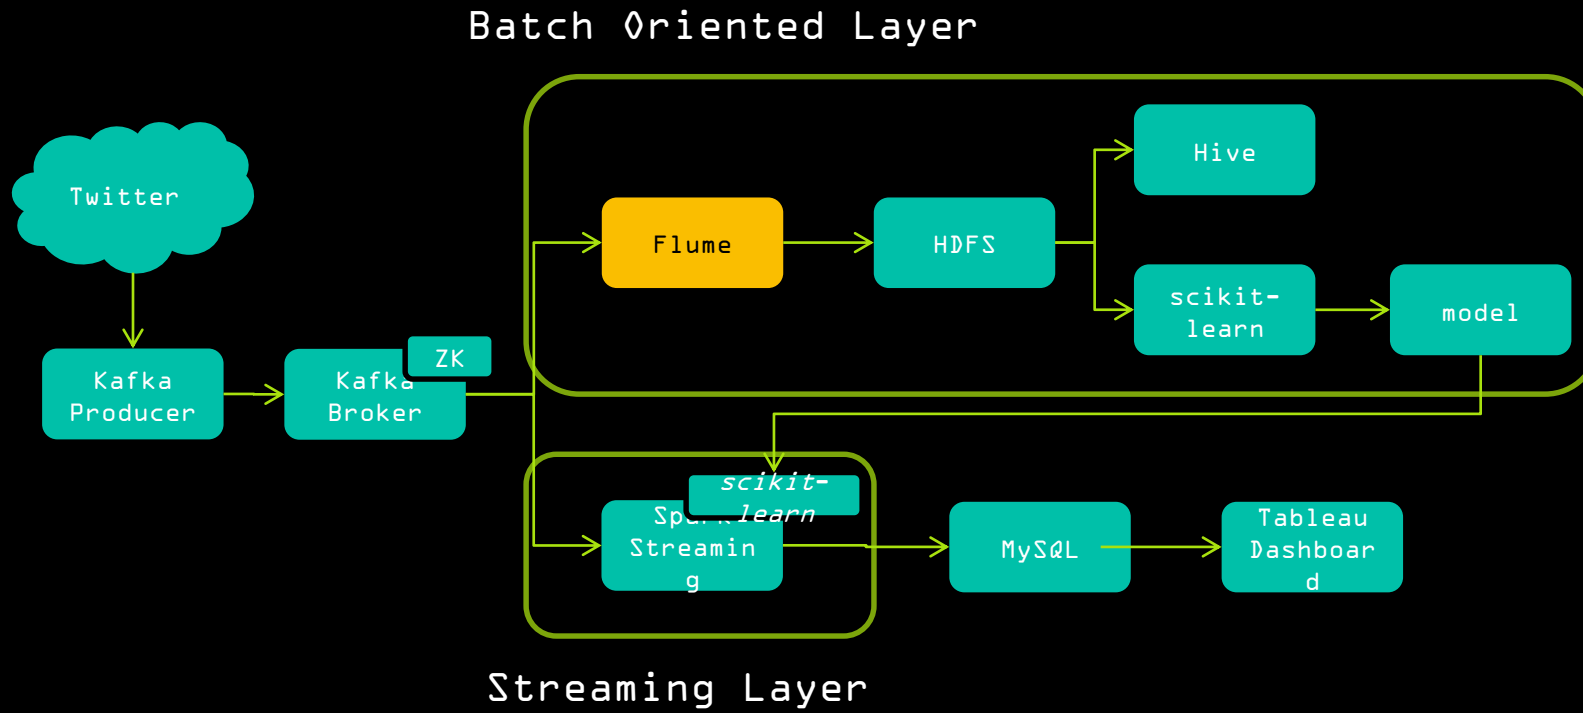 Batch Oriented Layer
Twitter
Hive
Flume
HDFS
scikit-
learn
model
ZK
Kafka
Producer
Kafka
Broker
scikit-
learn
Spark
Streamin
g
MySQL
Tableau
Dashboar
d
Streaming Layer